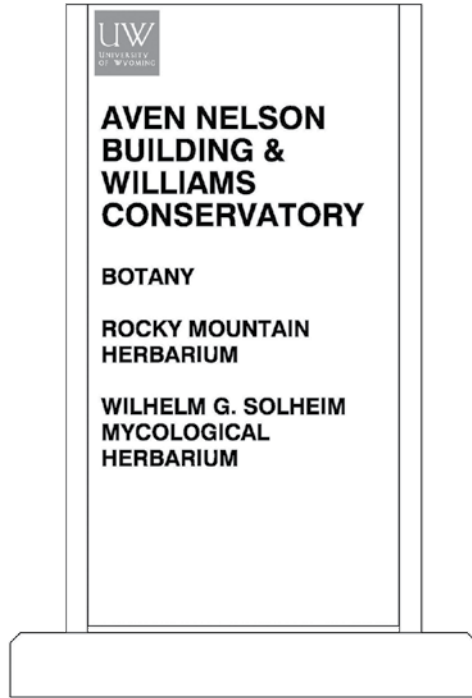 UW
UNIVERSITY
OF WYOMING
AVEN NELSON
BUILDING &
WILLIAMS
CONSERVATORY
BOTANY
ROCKY MOUNTAIN
HERBARIUM
WILHELM G. SOLHEIM
MYCOLOGICAL
HERBARIUM